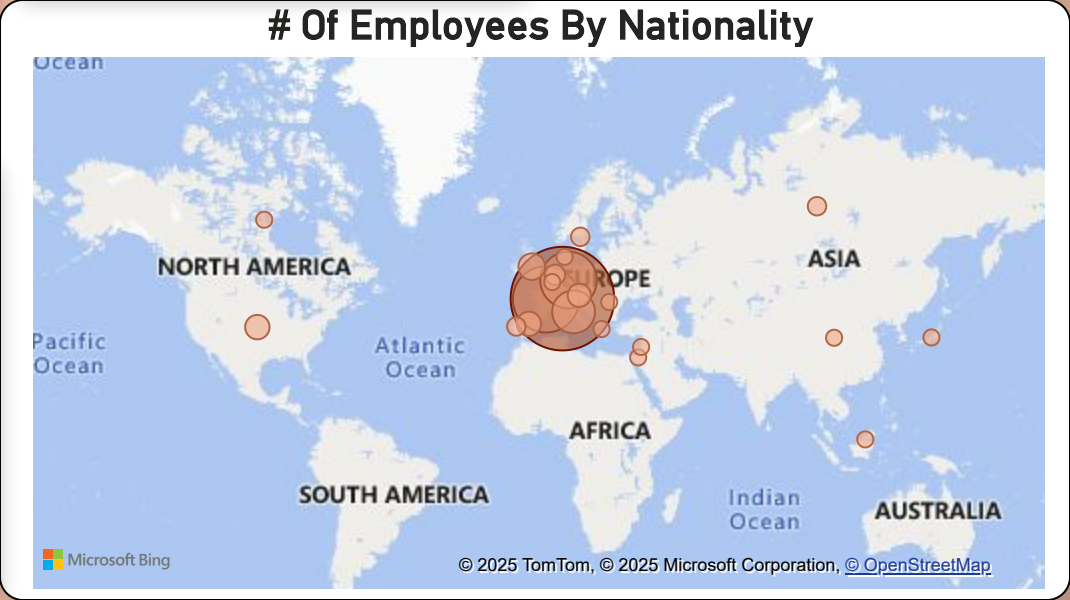 # Of Employees By Nationality
Ocean
NORTH AMERICA
EUROPE
ASIA
Pacific
Ocean
Atlantic
Ocean
AFRICA
SOUTH AMERICA
Indian
Ocean
AUSTRALIA
Microsoft Bing
© 2025 TomTom, © 2025 Microsoft Corporation, © OpenStreetMap